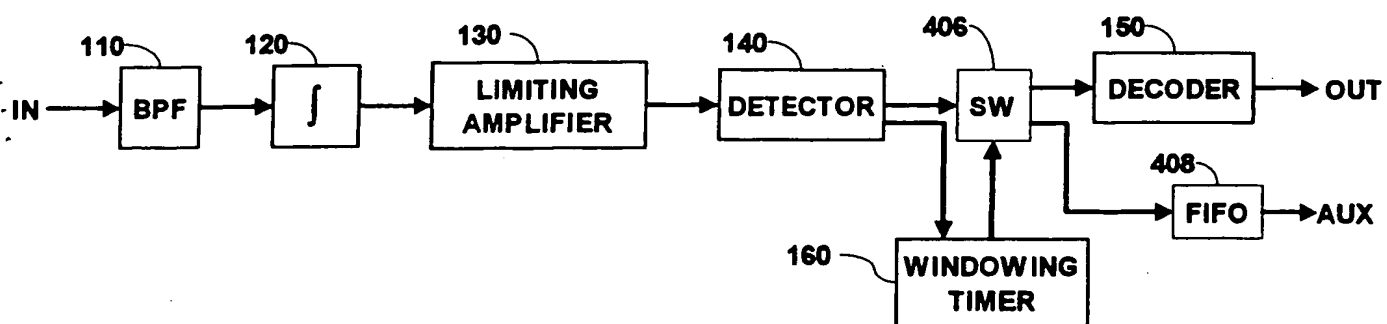 110
120
130
140
406
150
IN
BPF
∫
LIMITING
AMPLIFIER
DETECTOR
SW
DECODER
OUT
408
FIFO
AUX
160
WINDOWING
TIMER